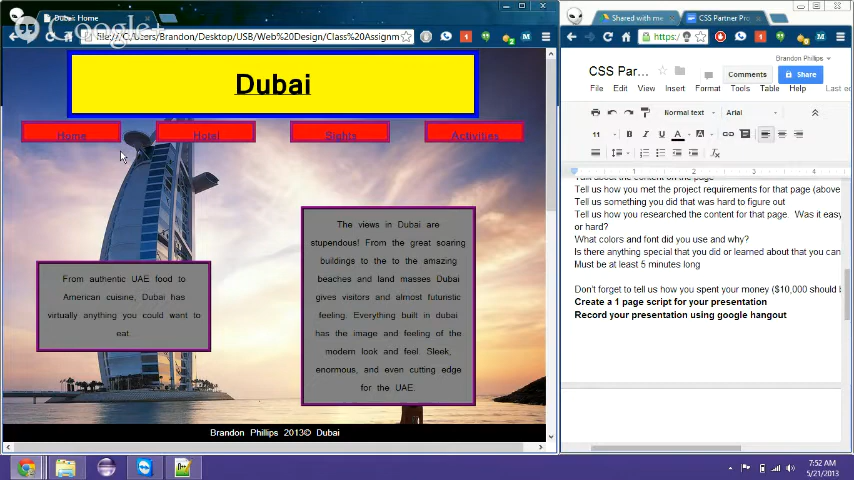 Dubai: Home
Google+
file:///C:/Users/Brandon/Desktop/USB/Web%20Design/Class%20Assignm
Dubai
Home Hotel Sights Activities
From authentic UAE food to
American cuisine, Dubai has
virtually anything you could want to
eat.
The views in Dubai are
stupendous! From the great soaring
buildings to the to the amazing
beaches and land masses Dubai
gives visitors and almost futuristic
feeling. Everything built in dubai
has the image and feeling of the
modern look and feel. Sleek,
enormous, and even cutting edge
for the UAE.
Brandon Phillips 2013© Dubai
Shared with me
CSS Partner Pro
https:/
Brandon Phillips
CSS Par...
Comments
Share
File Edit View Insert Format Tools Table Help Last ed
Normal text Arial
11 B I U A A
Talk about the content on the page
Tell us how you met the project requirements for that page (above
Tell us something you did that was hard to figure out
Tell us how you researched the content for that page. Was it easy
or hard?
What colors and font did you use and why?
Is there anything special that you did or learned about that you can
Must be at least 5 minutes long
Don't forget to tell us how you spent your money ($10,000 should b
Create a 1 page script for your presentation
Record your presentation using google hangout
7:52 AM
5/21/2013